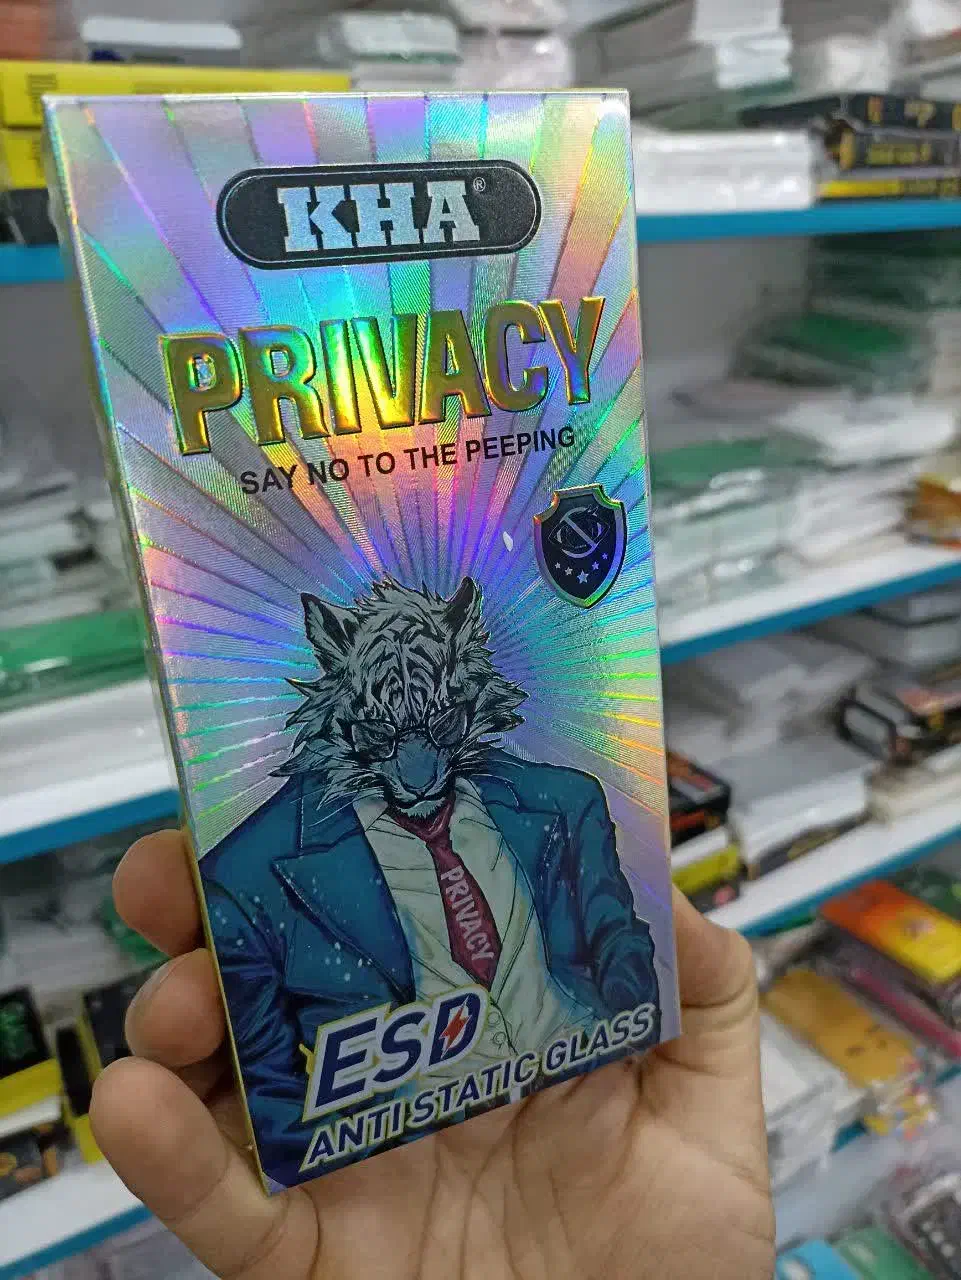 KHA®
PRIVACY
SAY NO TO THE PEEPING
PRIVACY
ESD
ANTI STATIC GLASS